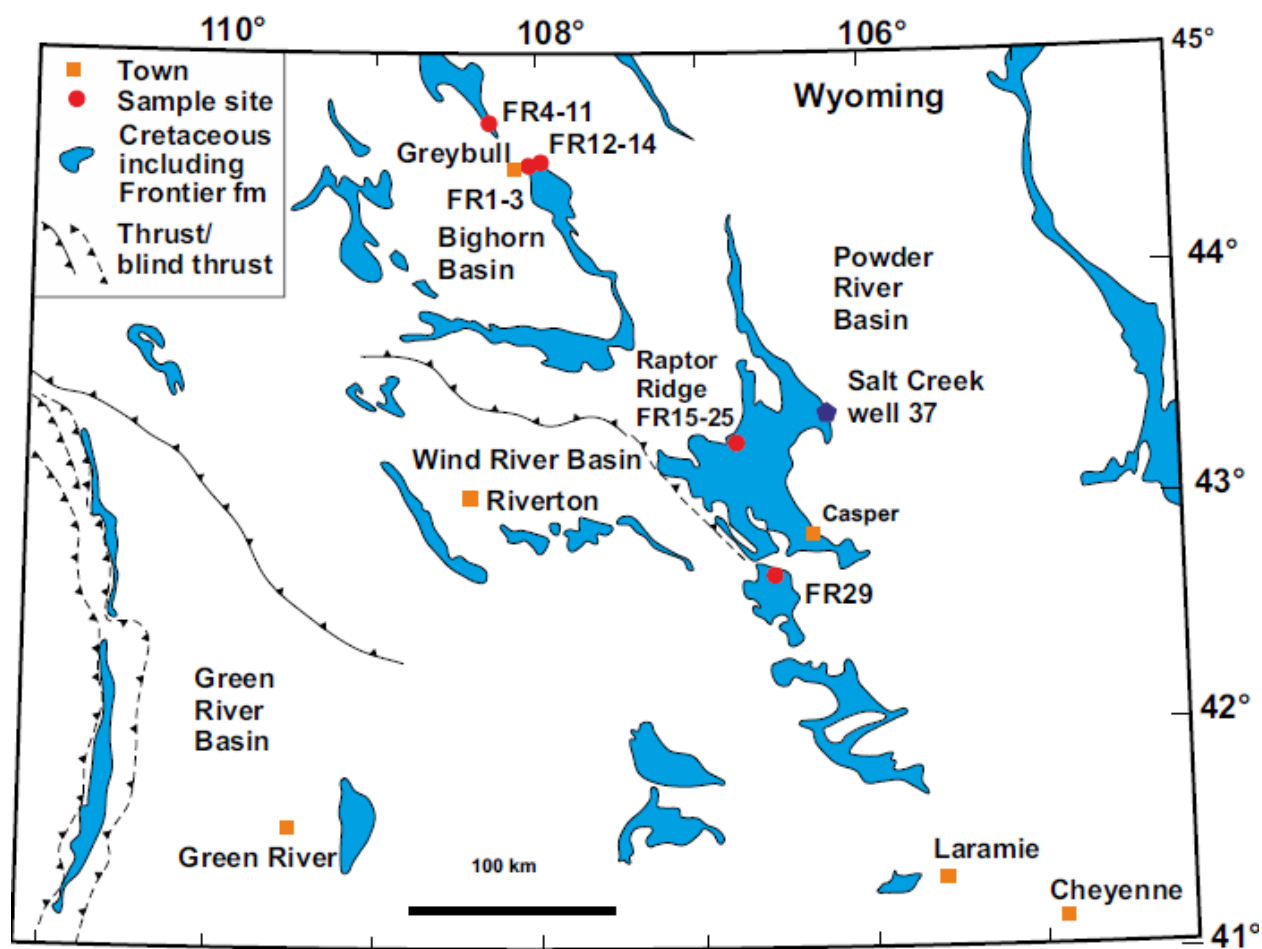 110°
108°
106°
45°
Town
Sample site
Cretaceous
including
Frontier fm
Thrust/
blind thrust
Wyoming
FR4-11
FR12-14
Greybull
FR1-3
Bighorn
Basin
44°
Powder
River
Basin
Raptor
Ridge
FR15-25
Salt Creek
well 37
Wind River Basin
43°
Riverton
Casper
FR29
Green
River
Basin
42°
Green River
100 km
Laramie
Cheyenne
41°